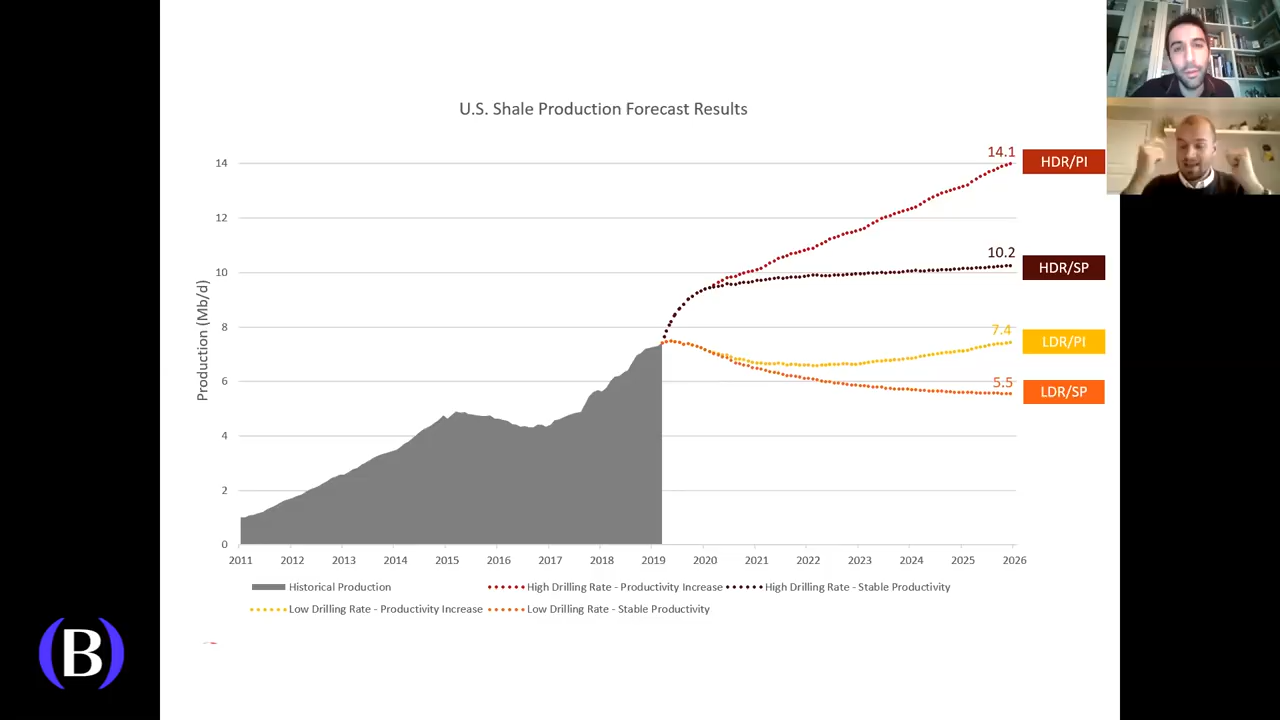 U.S. Shale Production Forecast Results
14.1
HDR/PI
14
12
10.2
HDR/SP
10
Production (Mb/d)
8
7.4
LDR/PI
6
5.5
LDR/SP
4
2
0
2011 2012 2013 2014 2015 2016 2017 2018 2019 2020 2021 2022 2023 2024 2025 2026
Historical Production High Drilling Rate - Productivity Increase High Drilling Rate - Stable Productivity
Low Drilling Rate - Productivity Increase Low Drilling Rate - Stable Productivity
(B)